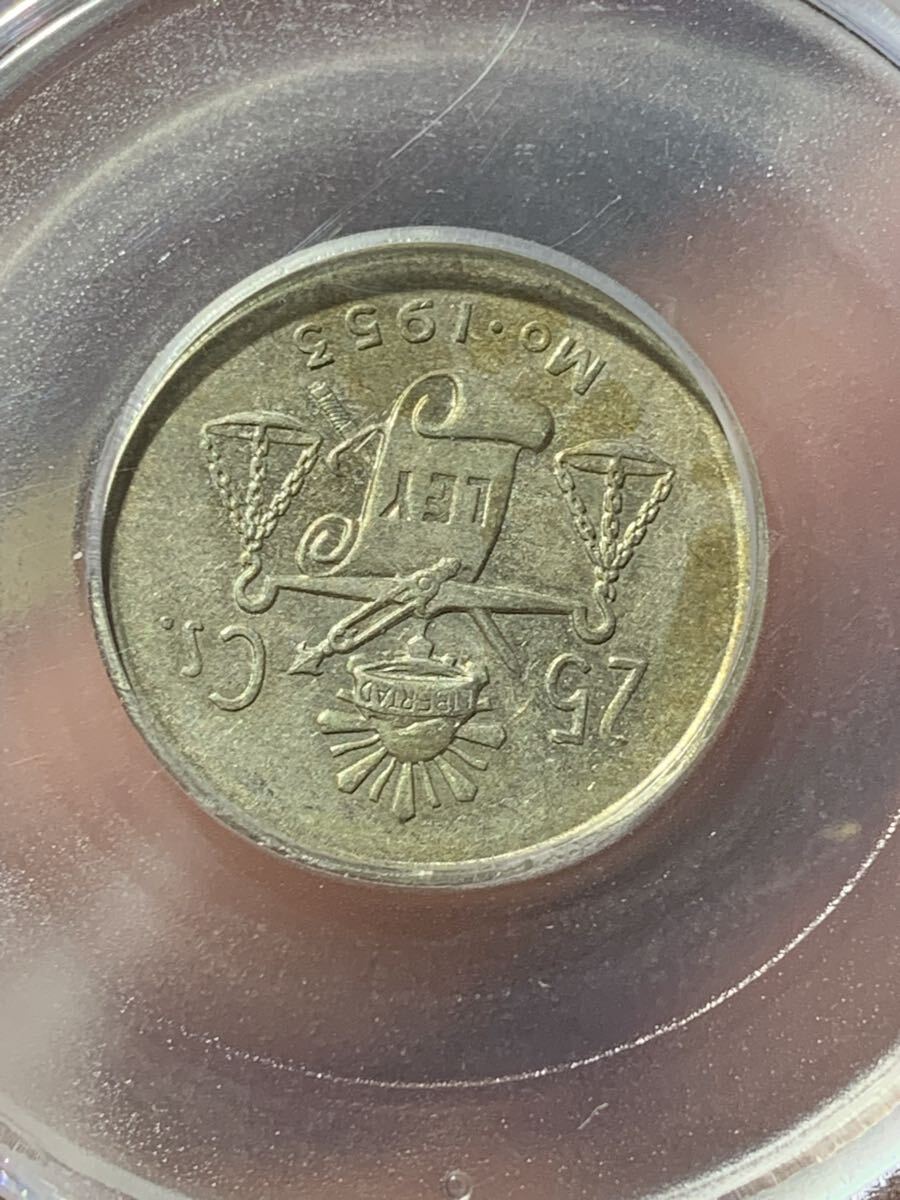 LIBERTAD
25 Cs.
LEY
Mo·1953